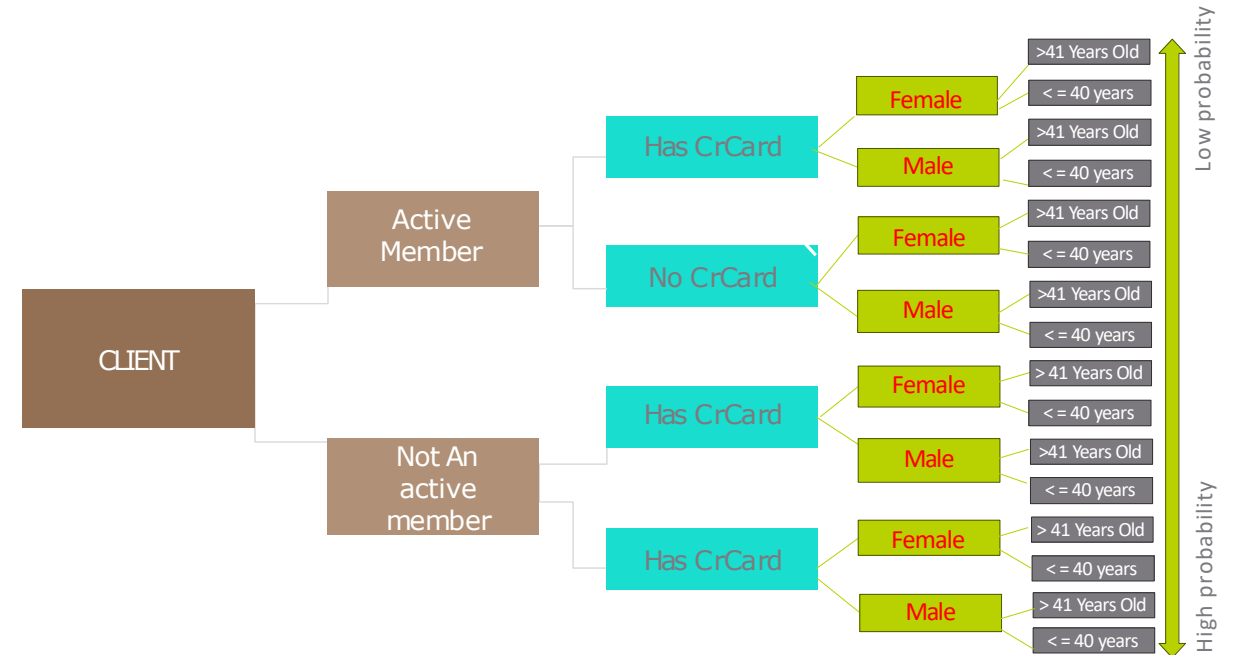 CLIENT
Active
Member
Not An
active
member
Has CrCard
No CrCard
Has CrCard
Has CrCard
Female
Male
Female
Male
Female
Male
Female
Male
>41 Years Old
< = 40 years
>41 Years Old
< = 40 years
>41 Years Old
< = 40 years
>41 Years Old
< = 40 years
> 41 Years Old
< = 40 years
>41 Years Old
< = 40 years
> 41 Years Old
< = 40 years
> 41 Years Old
< = 40 years
Low probability
High probability